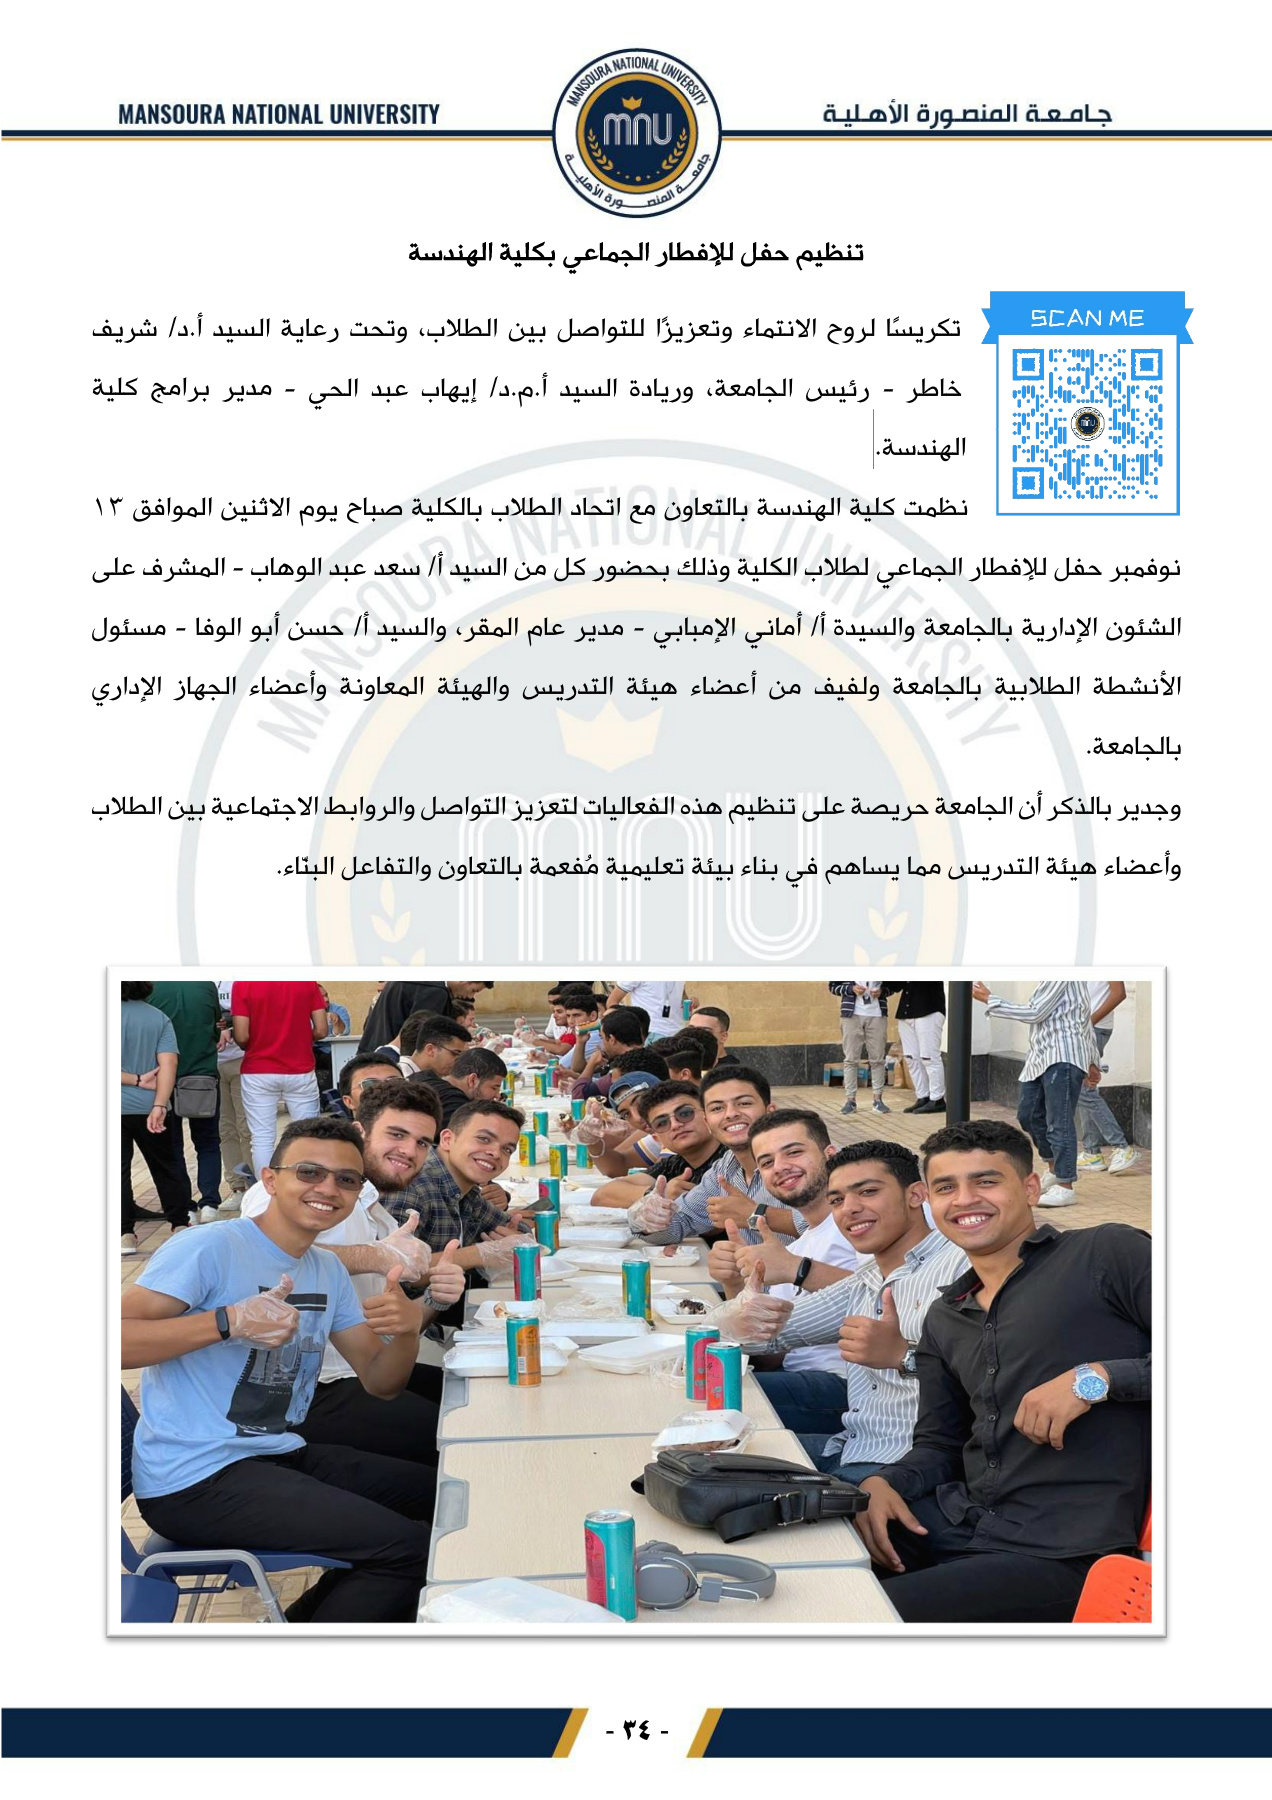 MANSOURA NATIONAL UNIVERSITY
جامعة المنصورة الأهلية
MANSOURA NATIONAL UNIVERSITY
mnu
جامعة المنصورة الأهلية
تنظيم حفل للإفطار الجماعي بكلية الهندسة
SCAN ME
mnu
تكريسًا لروح الانتماء وتعزيزًا للتواصل بين الطلاب، وتحت رعاية السيد أ.د/ شريف
خاطر - رئيس الجامعة، وريادة السيد أ.م.د/ إيهاب عبد الحي - مدير برامج كلية
الهندسة.
نظمت كلية الهندسة بالتعاون مع اتحاد الطلاب بالكلية صباح يوم الاثنين الموافق ١٣
نوفمبر حفل للإفطار الجماعي لطلاب الكلية وذلك بحضور كل من السيد أ/ سعد عبد الوهاب - المشرف على
الشئون الإدارية بالجامعة والسيدة أ/ أماني الإمبابي - مدير عام المقر، والسيد أ/ حسن أبو الوفا - مسئول
الأنشطة الطلابية بالجامعة ولفيف من أعضاء هيئة التدريس والهيئة المعاونة وأعضاء الجهاز الإداري
بالجامعة.
وجدير بالذكر أن الجامعة حريصة على تنظيم هذه الفعاليات لتعزيز التواصل والروابط الاجتماعية بين الطلاب
وأعضاء هيئة التدريس مما يساهم في بناء بيئة تعليمية مُفعمة بالتعاون والتفاعل البنّاء.
MANSOURA NATIONAL UNIVERSITY
mnu
- ٣٤ -